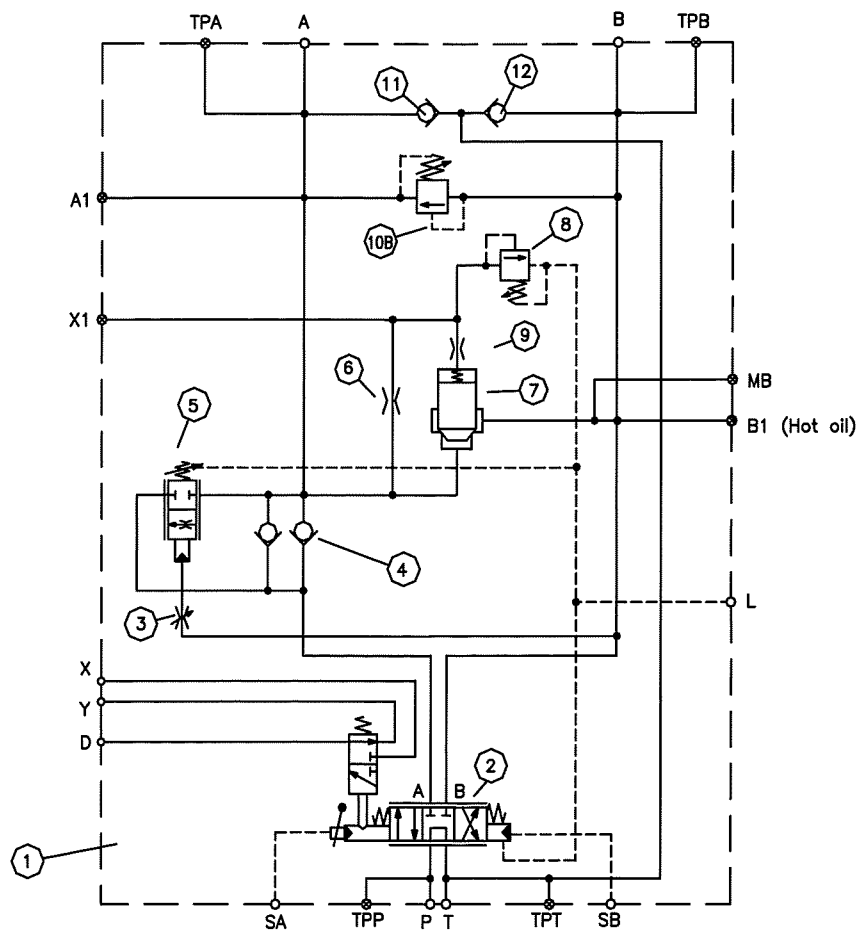 TPA A B TPB
11 12
A1
10B
8
X1
9
6 7
MB
5
B1 (Hot oil)
4
3
L
X
Y
D
2
A B
1
SA TPP P T TPT SB